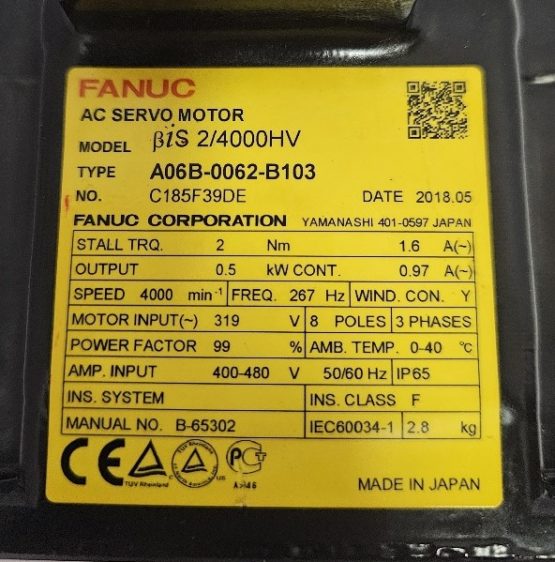 FANUC
AC SERVO MOTOR
MODEL βiS 2/4000HV
TYPE A06B-0062-B103
NO. C185F39DE DATE 2018.05
FANUC CORPORATION YAMANASHI 401-0597 JAPAN
STALL TRQ. 2 Nm 1.6 A(~)
OUTPUT 0.5 kW CONT. 0.97 A(~)
SPEED 4000 min⁻¹ FREQ. 267 Hz WIND. CON. Y
MOTOR INPUT(~) 319 V 8 POLES 3 PHASES
POWER FACTOR 99 % AMB. TEMP. 0-40 ℃
AMP. INPUT 400-480 V 50/60 Hz IP65
INS. SYSTEM INS. CLASS F
MANUAL NO. B-65302 IEC60034-1 2.8 kg
CE
TUV Rheinland
C US
MADE IN JAPAN